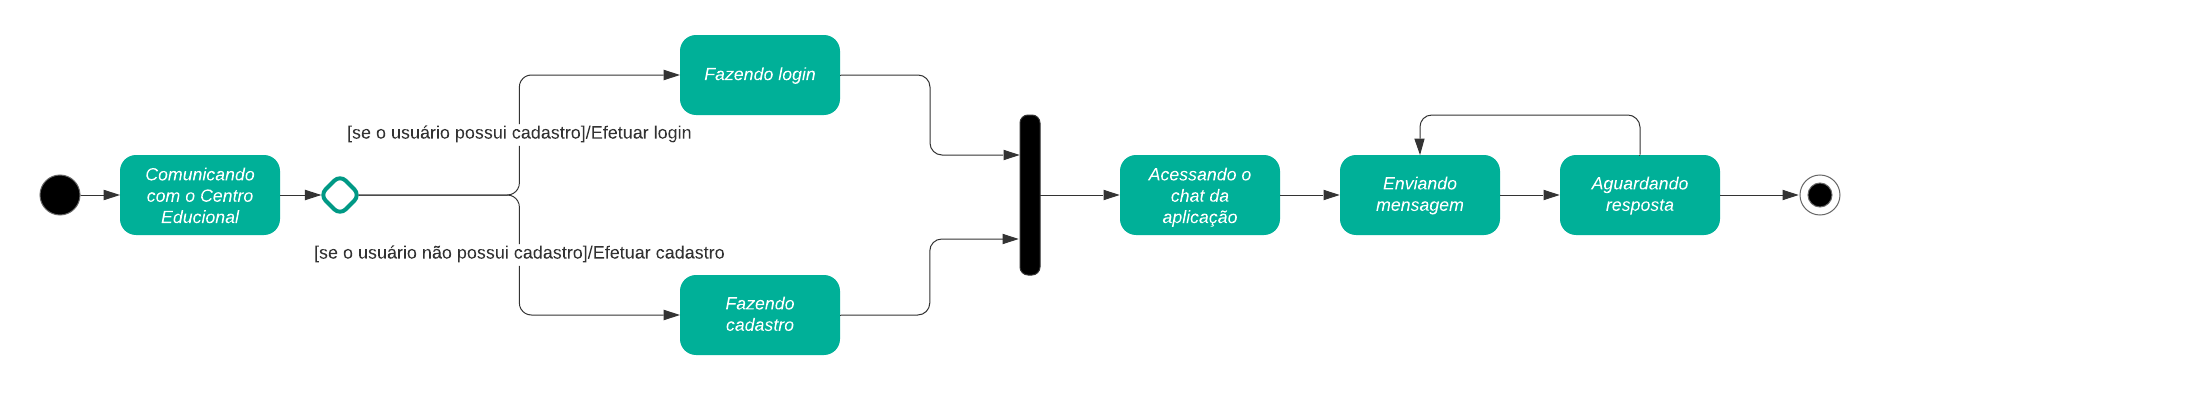 Fazendo login
[se o usuário possui cadastro]/Efetuar login
Comunicando
com o Centro
Educional
[se o usuário não possui cadastro]/Efetuar cadastro
Fazendo
cadastro
Acessando o
chat da
aplicação
Enviando
mensagem
Aguardando
resposta